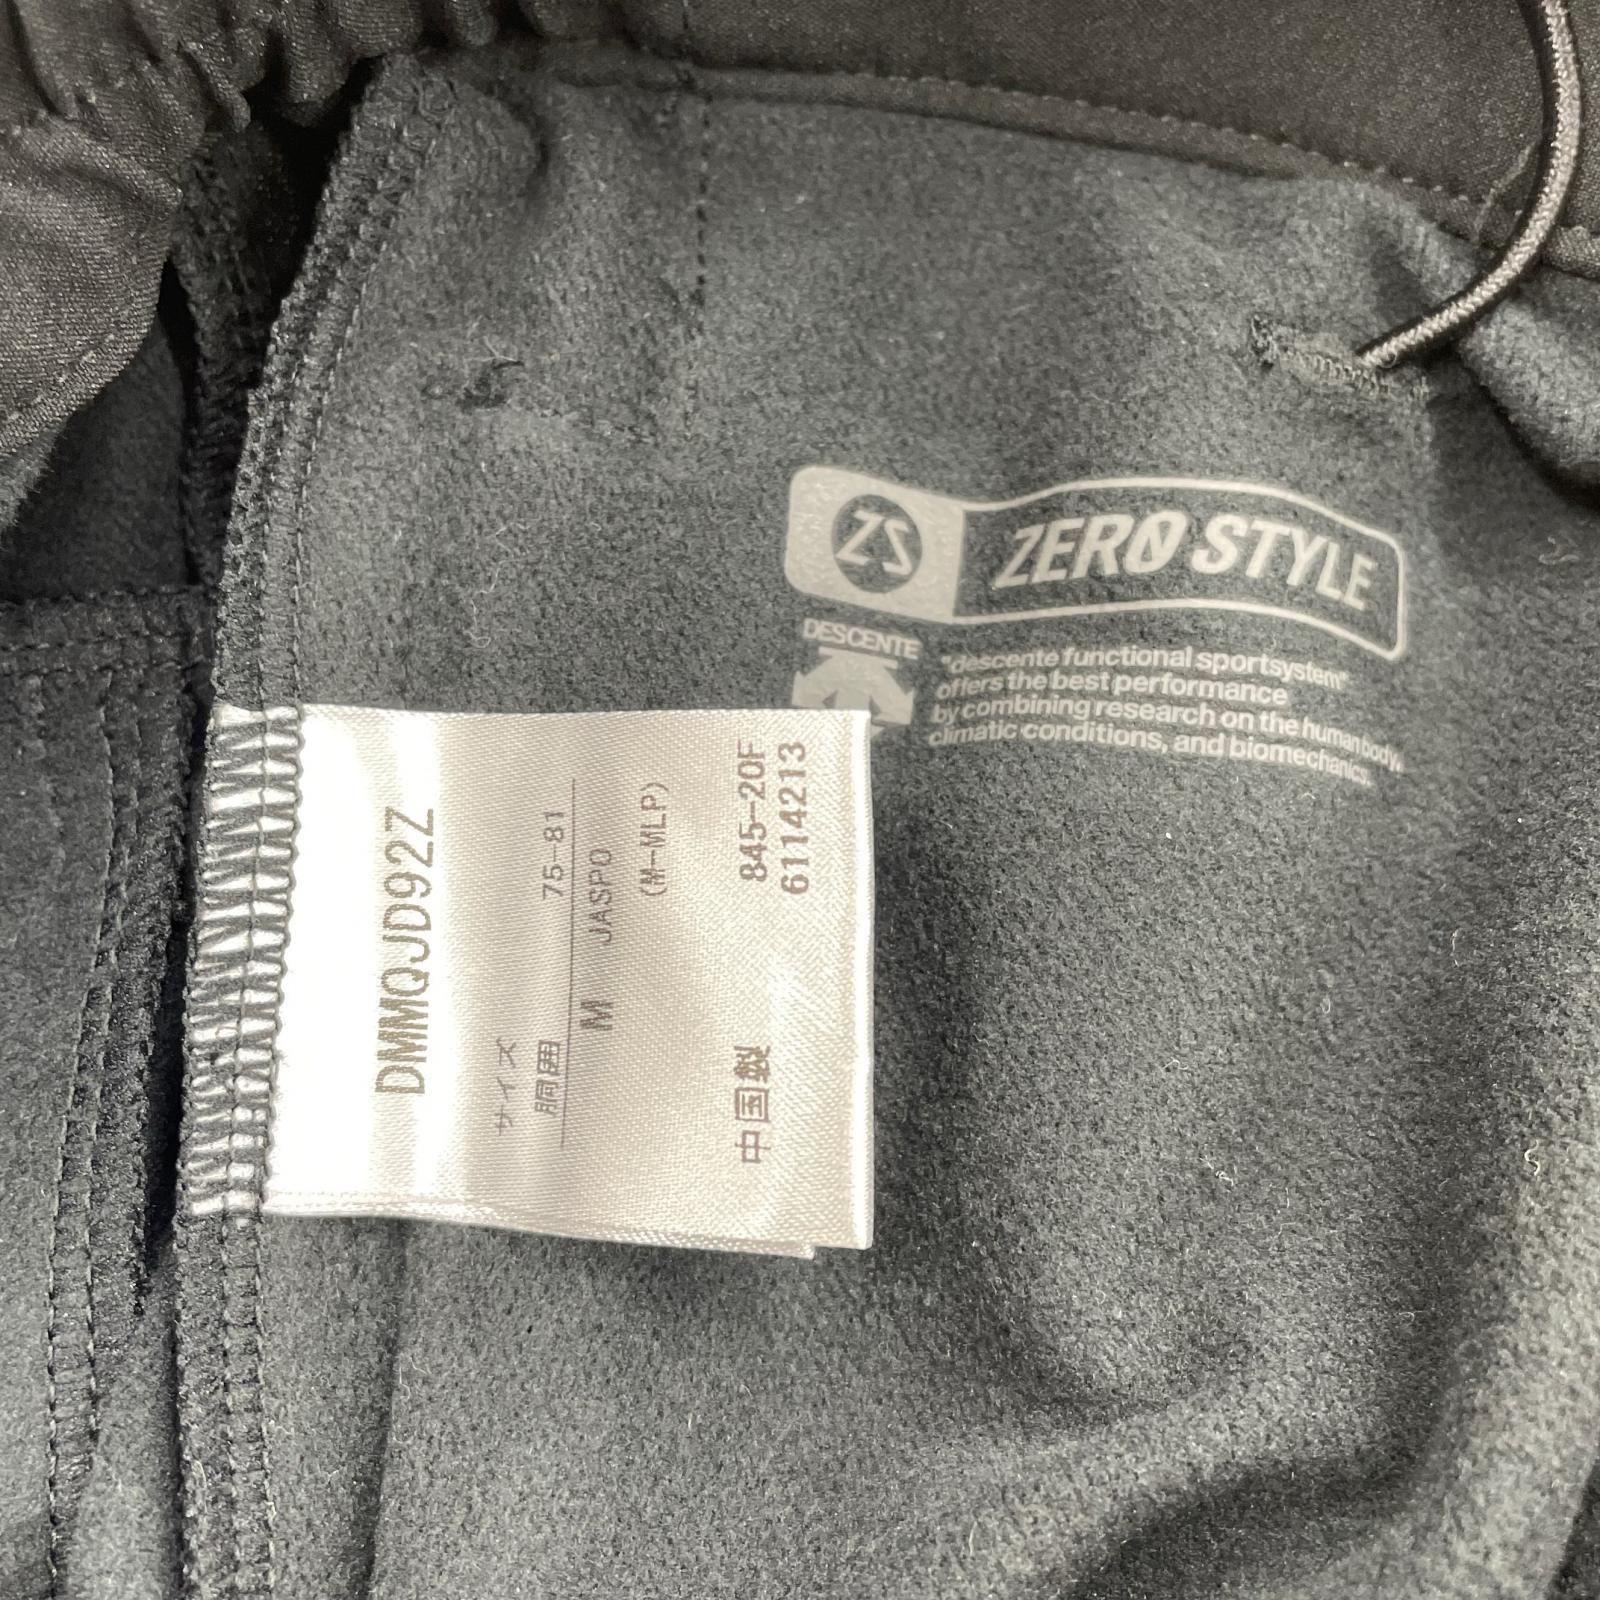 ZS
ZERO STYLE
DESCENTE
"descente functional sportsystem"
offers the best performance
by combining research on the human body,
climatic conditions, and biomechanics.
DMMQJD92Z
サイズ
胴囲 75-81
M JASPO
(M-MLP)
中国製 845-20F
61142213